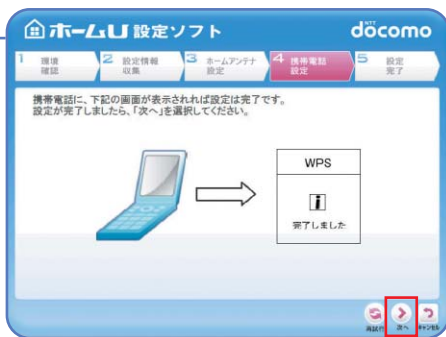 ホームU 設定ソフト
NTT
döcomo
1 環境
確認
2 設定情報
収集
3 ホームアンテナ
設定
4 携帯電話
設定
5 設定
完了
携帯電話に、下記の画面が表示されれば設定は完了です。
設定が完了しましたら、「次へ」を選択してください。
WPS
i
完了しました
再試行 次へ キャンセル